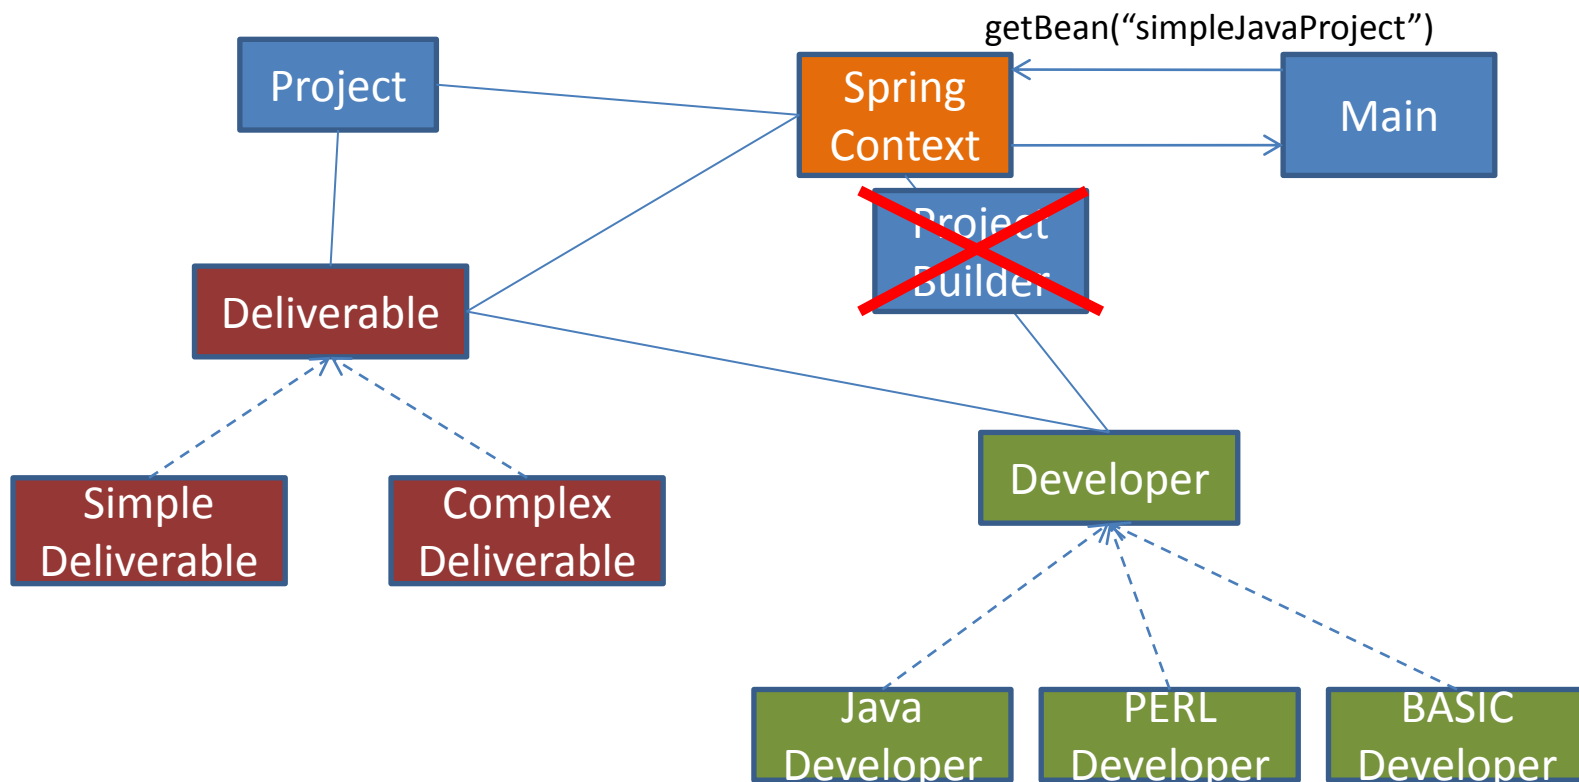 getBean(“simpleJavaProject”)
Project
Spring
Context
Main
Project
Builder
Deliverable
Developer
Simple
Deliverable
Complex
Deliverable
Java
Developer
PERL
Developer
BASIC
Developer